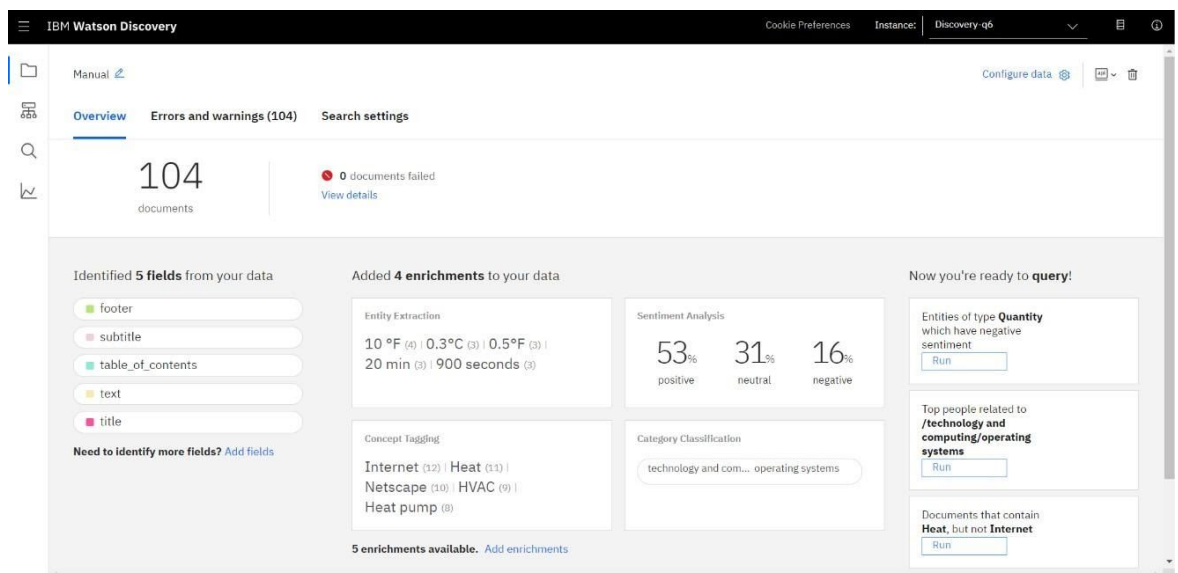 IBM Watson Discovery
Cookie Preferences
Instance:
Discovery-q6
Manual
Configure data
Overview
Errors and warnings (104)
Search settings
104
documents
0 documents failed
View details
Identified 5 fields from your data
footer
subtitle
table_of_contents
text
title
Need to identify more fields? Add fields
Added 4 enrichments to your data
Entity Extraction
10 °F (4) | 0.3°C (3) | 0.5°F (3) |
20 min (3) | 900 seconds (3)
Sentiment Analysis
53% 31% 16%
positive neutral negative
Concept Tagging
Internet (12) | Heat (11) |
Netscape (10) | HVAC (9) |
Heat pump (8)
Category Classification
technology and com... operating systems
5 enrichments available. Add enrichments
Now you're ready to query!
Entities of type Quantity
which have negative
sentiment
Run
Top people related to
/technology and
computing/operating
systems
Run
Documents that contain
Heat, but not Internet
Run